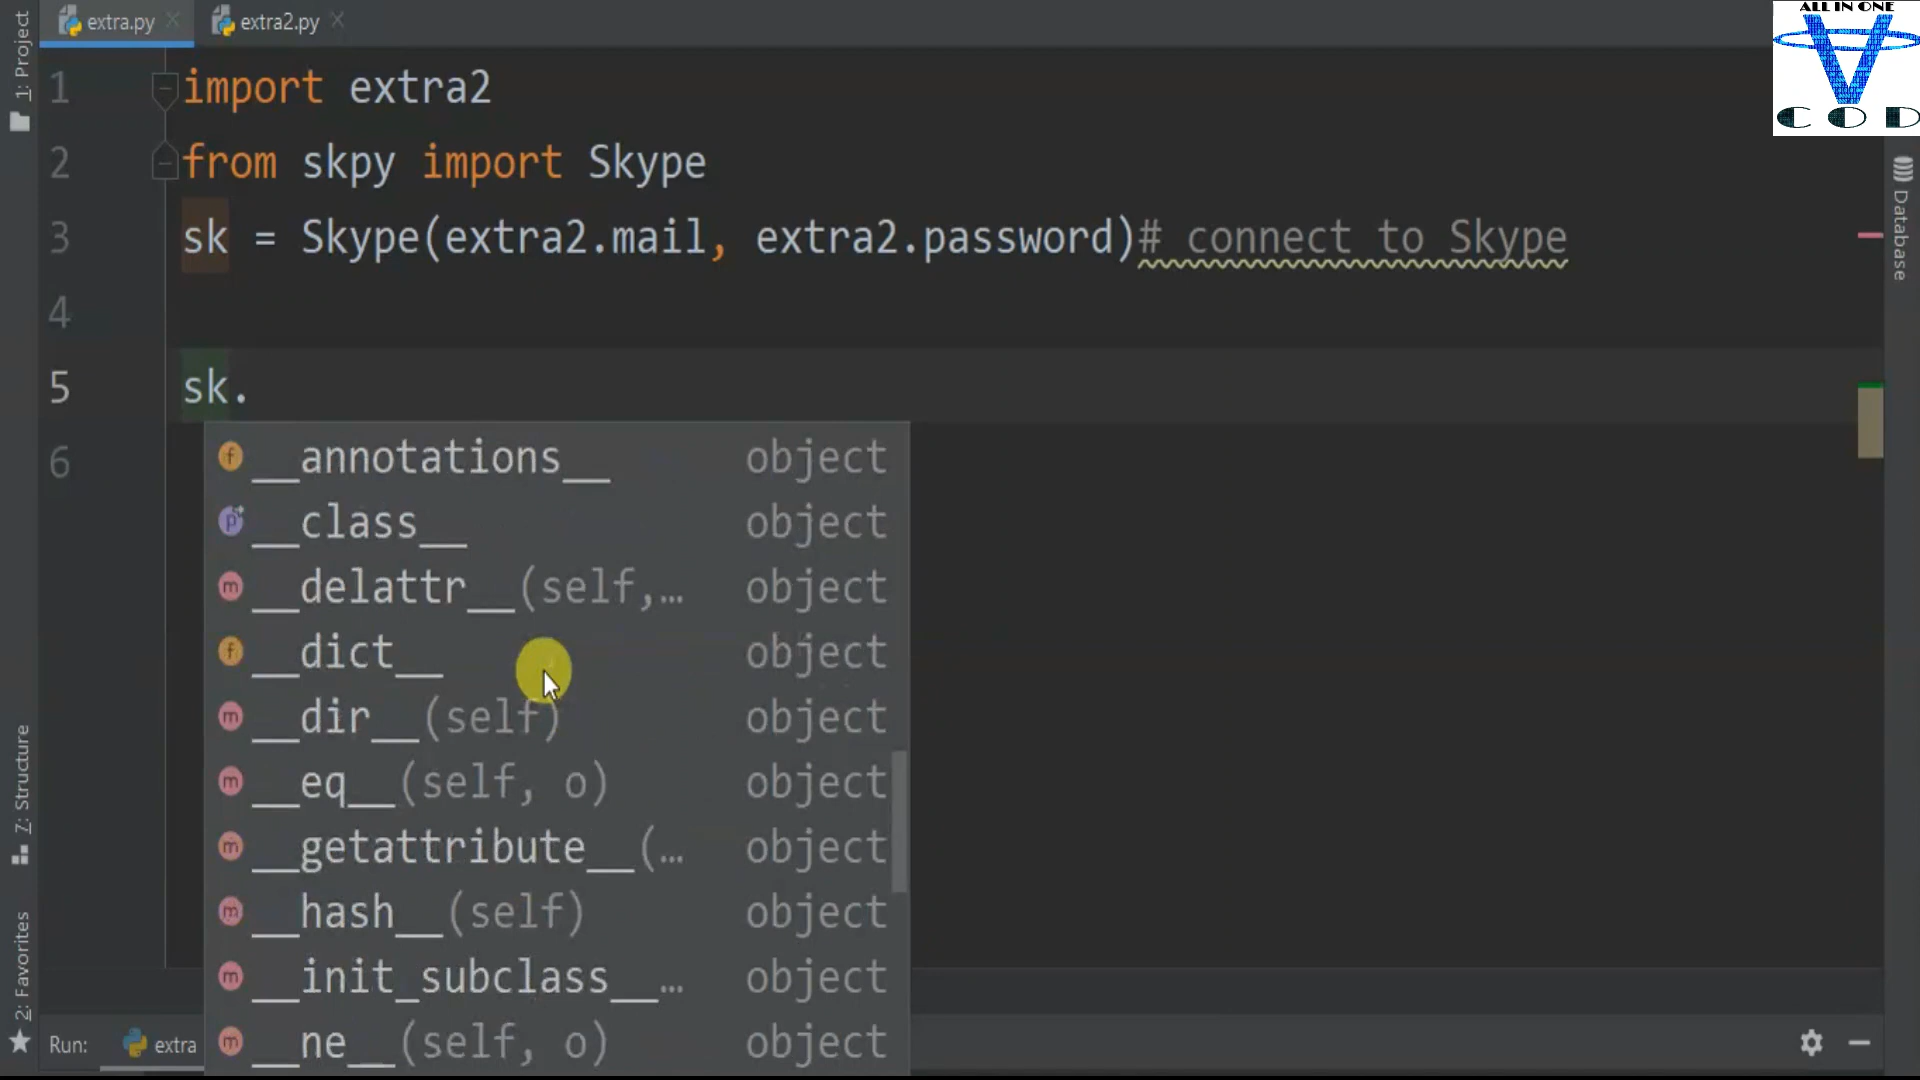 extra.py
extra2.py
ALL IN ONE
C O D
1: Project
1 import extra2
2 from skpy import Skype
3 sk = Skype(extra2.mail, extra2.password)# connect to Skype
4
5 sk.
6
__annotations__ object
__class__ object
__delattr__(self,… object
__dict__ object
__dir__(self) object
__eq__(self, o) object
__getattribute__(… object
__hash__(self) object
__init_subclass__… object
__ne__(self, o) object
Database
7: Structure
2: Favorites
Run: extra